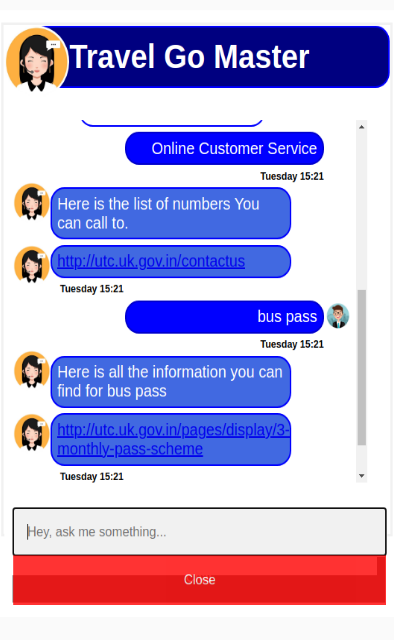 Travel Go Master
Online Customer Service
Tuesday 15:21
Here is the list of numbers You
can call to.
http://utc.uk.gov.in/contactus
Tuesday 15:21
bus pass
Tuesday 15:21
Here is all the information you can
find for bus pass
http://utc.uk.gov.in/pages/display/3-
monthly-pass-scheme
Tuesday 15:21
Hey, ask me something...
Close